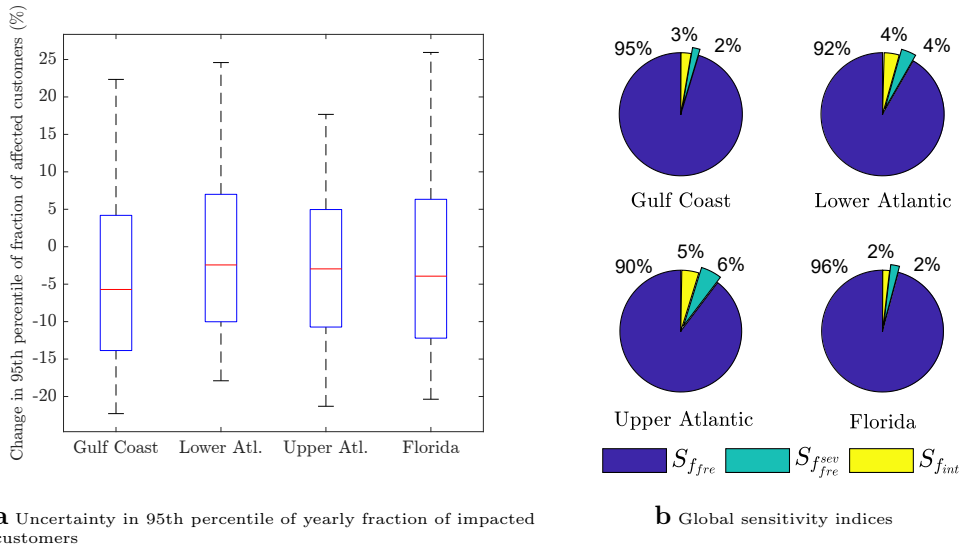 Change in 95th percentile of fraction of affected customers (%)
25
20
15
10
5
0
-5
-10
-15
-20
Gulf Coast Lower Atl. Upper Atl. Florida
a Uncertainty in 95th percentile of yearly fraction of impacted
customers
95% 3% 2%
Gulf Coast
92% 4% 4%
Lower Atlantic
90% 5% 6%
Upper Atlantic
96% 2% 2%
Florida
S_{f_{fre}} S_{f_{fre}^{sev}} S_{f_{int}}
b Global sensitivity indices